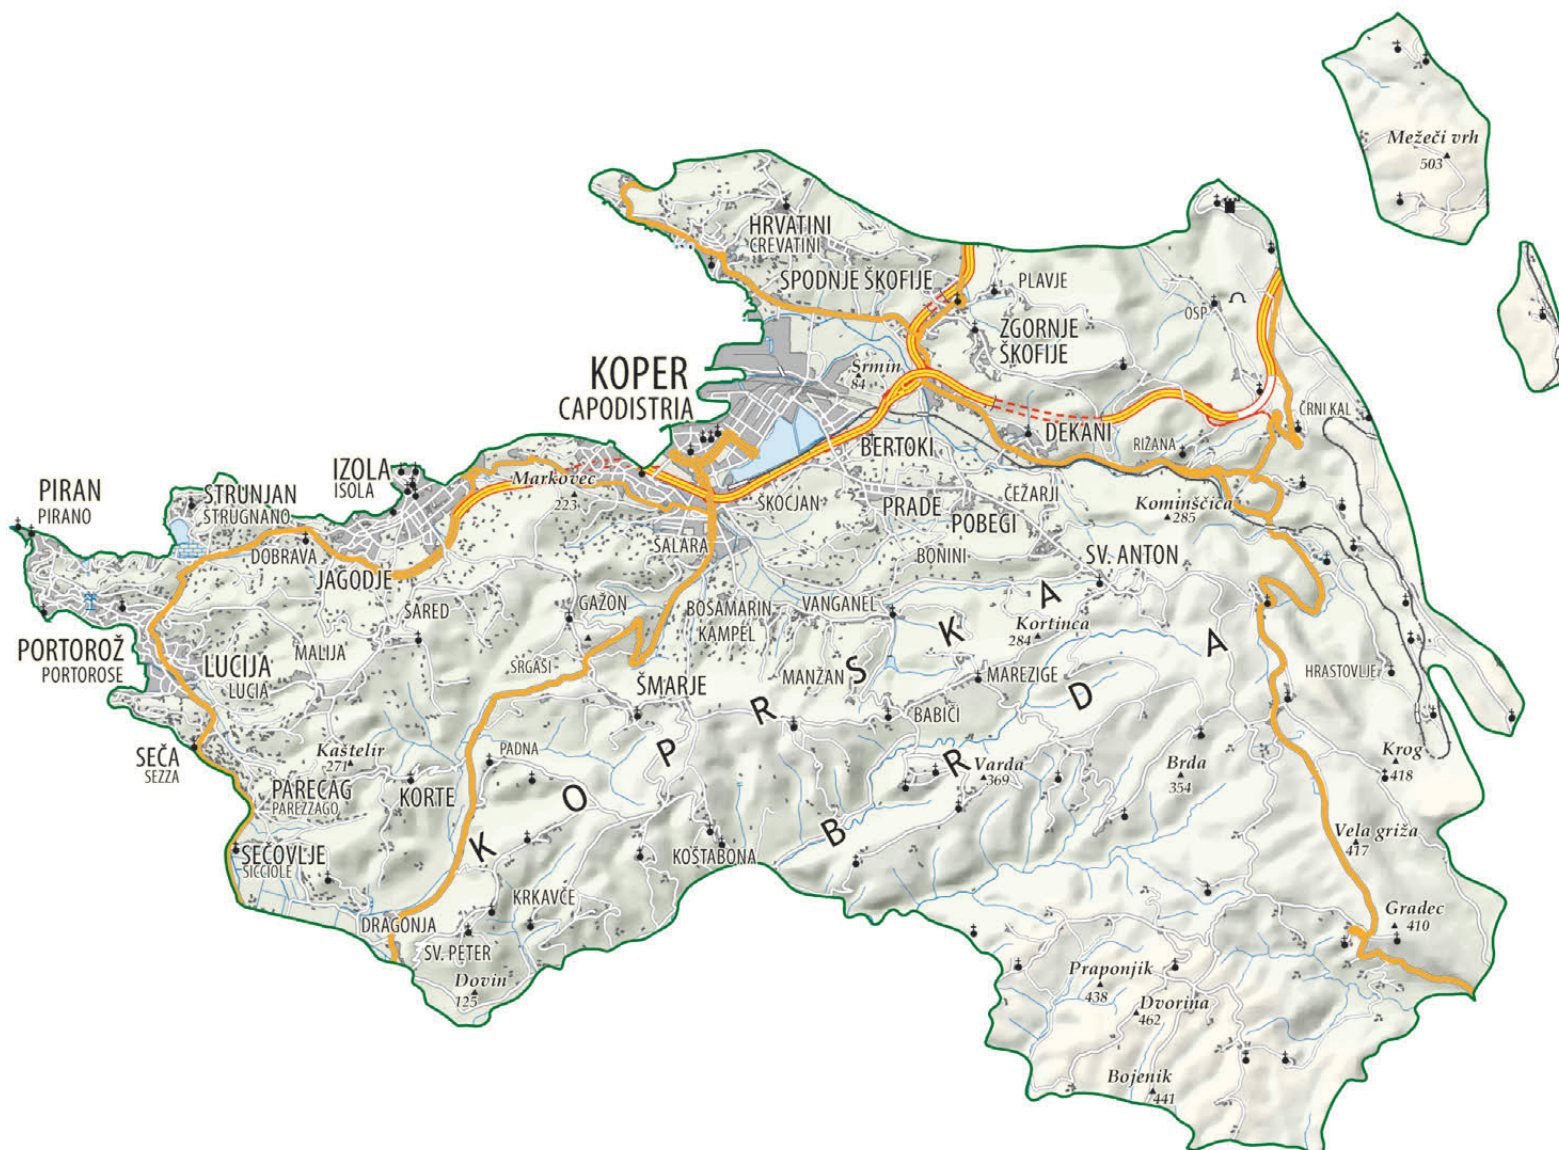 Mežeči vrh
503
HRVATINI
CREVATINI
SPODNJE ŠKOFIJE
PLAVJE
OSP
ZGORNJE
ŠKOFIJE
KOPER
CAPODISTRIA
Srmin
84
ČRNI KAL
DEKANI
RIŽANA
BERTOKI
IZOLA
ISOLA
Markovec
223
PIRAN
PIRANO
STRUNJAN
STRUGNANO
ŠKOCJAN
PRADE
ČEŽARJI
POBEGI
Kominščica
285
DOBRAVA
JAGODJE
ŠALARA
BONINI
SV. ANTON
ŠARED
GAŽON
BOŠAMARIN
VANGANEL
KAMPEL
Kortinca
284
PORTOROŽ
PORTOROSE
LUCIJA
LUCIA
MALIJA
SRGAŠI
ŠMARJE
MANŽAN
MAREZIGE
HRASTOVLJE
BABIČI
SEČA
SEZZA
Kaštelir
271
PADNA
Varda
369
Brda
354
Krog
418
PARECAG
PAREZZAGO
KORTE
KOPRSKA
BRDA
Vela griža
417
SEČOVLJE
SICCIOLE
KOŠTABONA
KRKAVČE
DRAGONJA
SV. PETER
Gradec
410
Dovin
125
Praponjik
438
Dvorina
462
Bojenik
441